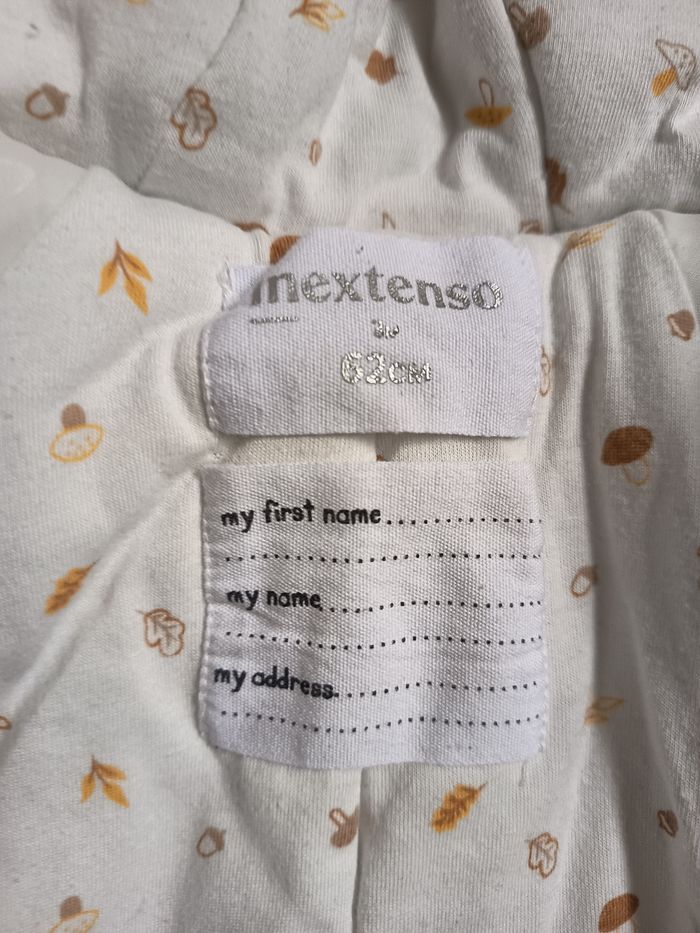 inextenso
62CM
my first name....................
........................................
my name....................
........................................
my address....................
........................................